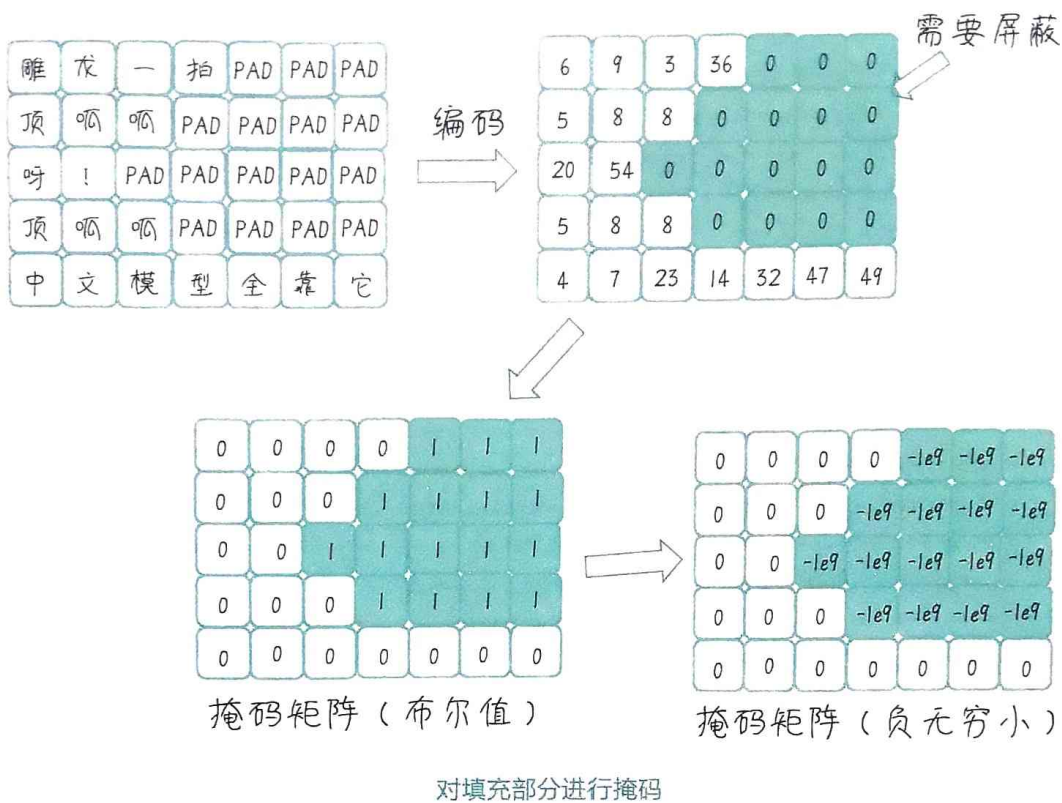 需要屏蔽
雕 龙 一 拍 PAD PAD PAD
顶 呱 呱 PAD PAD PAD PAD
呀 ! PAD PAD PAD PAD PAD
顶 呱 呱 PAD PAD PAD PAD
中 文 模 型 全 靠 它
编码
6 9 3 36 0 0 0
5 8 8 0 0 0 0
20 54 0 0 0 0 0
5 8 8 0 0 0 0
4 7 23 14 32 47 49
0 0 0 0 1 1 1
0 0 0 1 1 1 1
0 0 1 1 1 1 1
0 0 0 1 1 1 1
0 0 0 0 0 0 0
掩码矩阵(布尔值)
0 0 0 0 -1e9 -1e9 -1e9
0 0 0 -1e9 -1e9 -1e9 -1e9
0 0 -1e9 -1e9 -1e9 -1e9 -1e9
0 0 0 -1e9 -1e9 -1e9 -1e9
0 0 0 0 0 0 0
掩码矩阵(负无穷小)
对填充部分进行掩码